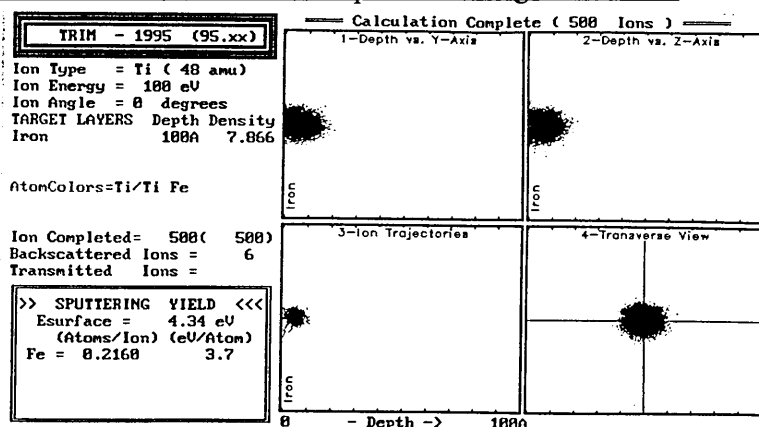 Calculation Complete ( 500 Ions )
TRIM - 1995 (95.xx)
Ion Type = Ti ( 48 amu)
Ion Energy = 100 eV
Ion Angle = 0 degrees
TARGET LAYERS Depth Density
Iron 100A 7.866
AtomColors=Ti/Ti Fe
Ion Completed= 500( 500)
Backscattered Ions = 6
Transmitted Ions =
>> SPUTTERING YIELD <<<
Esurface = 4.34 eV
(Atoms/Ion) (eV/Atom)
Fe = 0.2160 3.7
1-Depth vs. Y-Axis
Iron
2-Depth vs. Z-Axis
Iron
3-Ion Trajectories
Iron
4-Transverse View
0 - Depth -> 100A